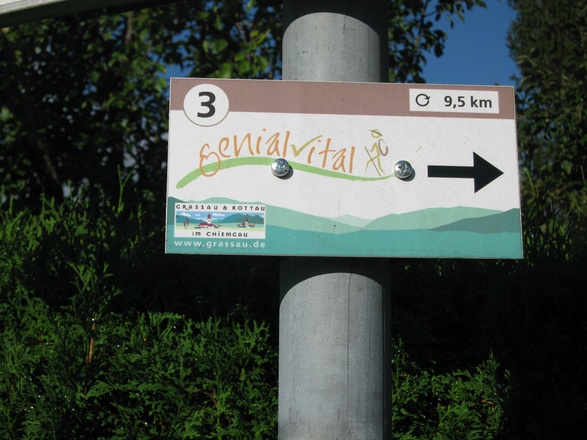 3
9,5 km
Genialvital
GRASSAU & ROTTAU
IM CHIEMGAU
www.grassau.de